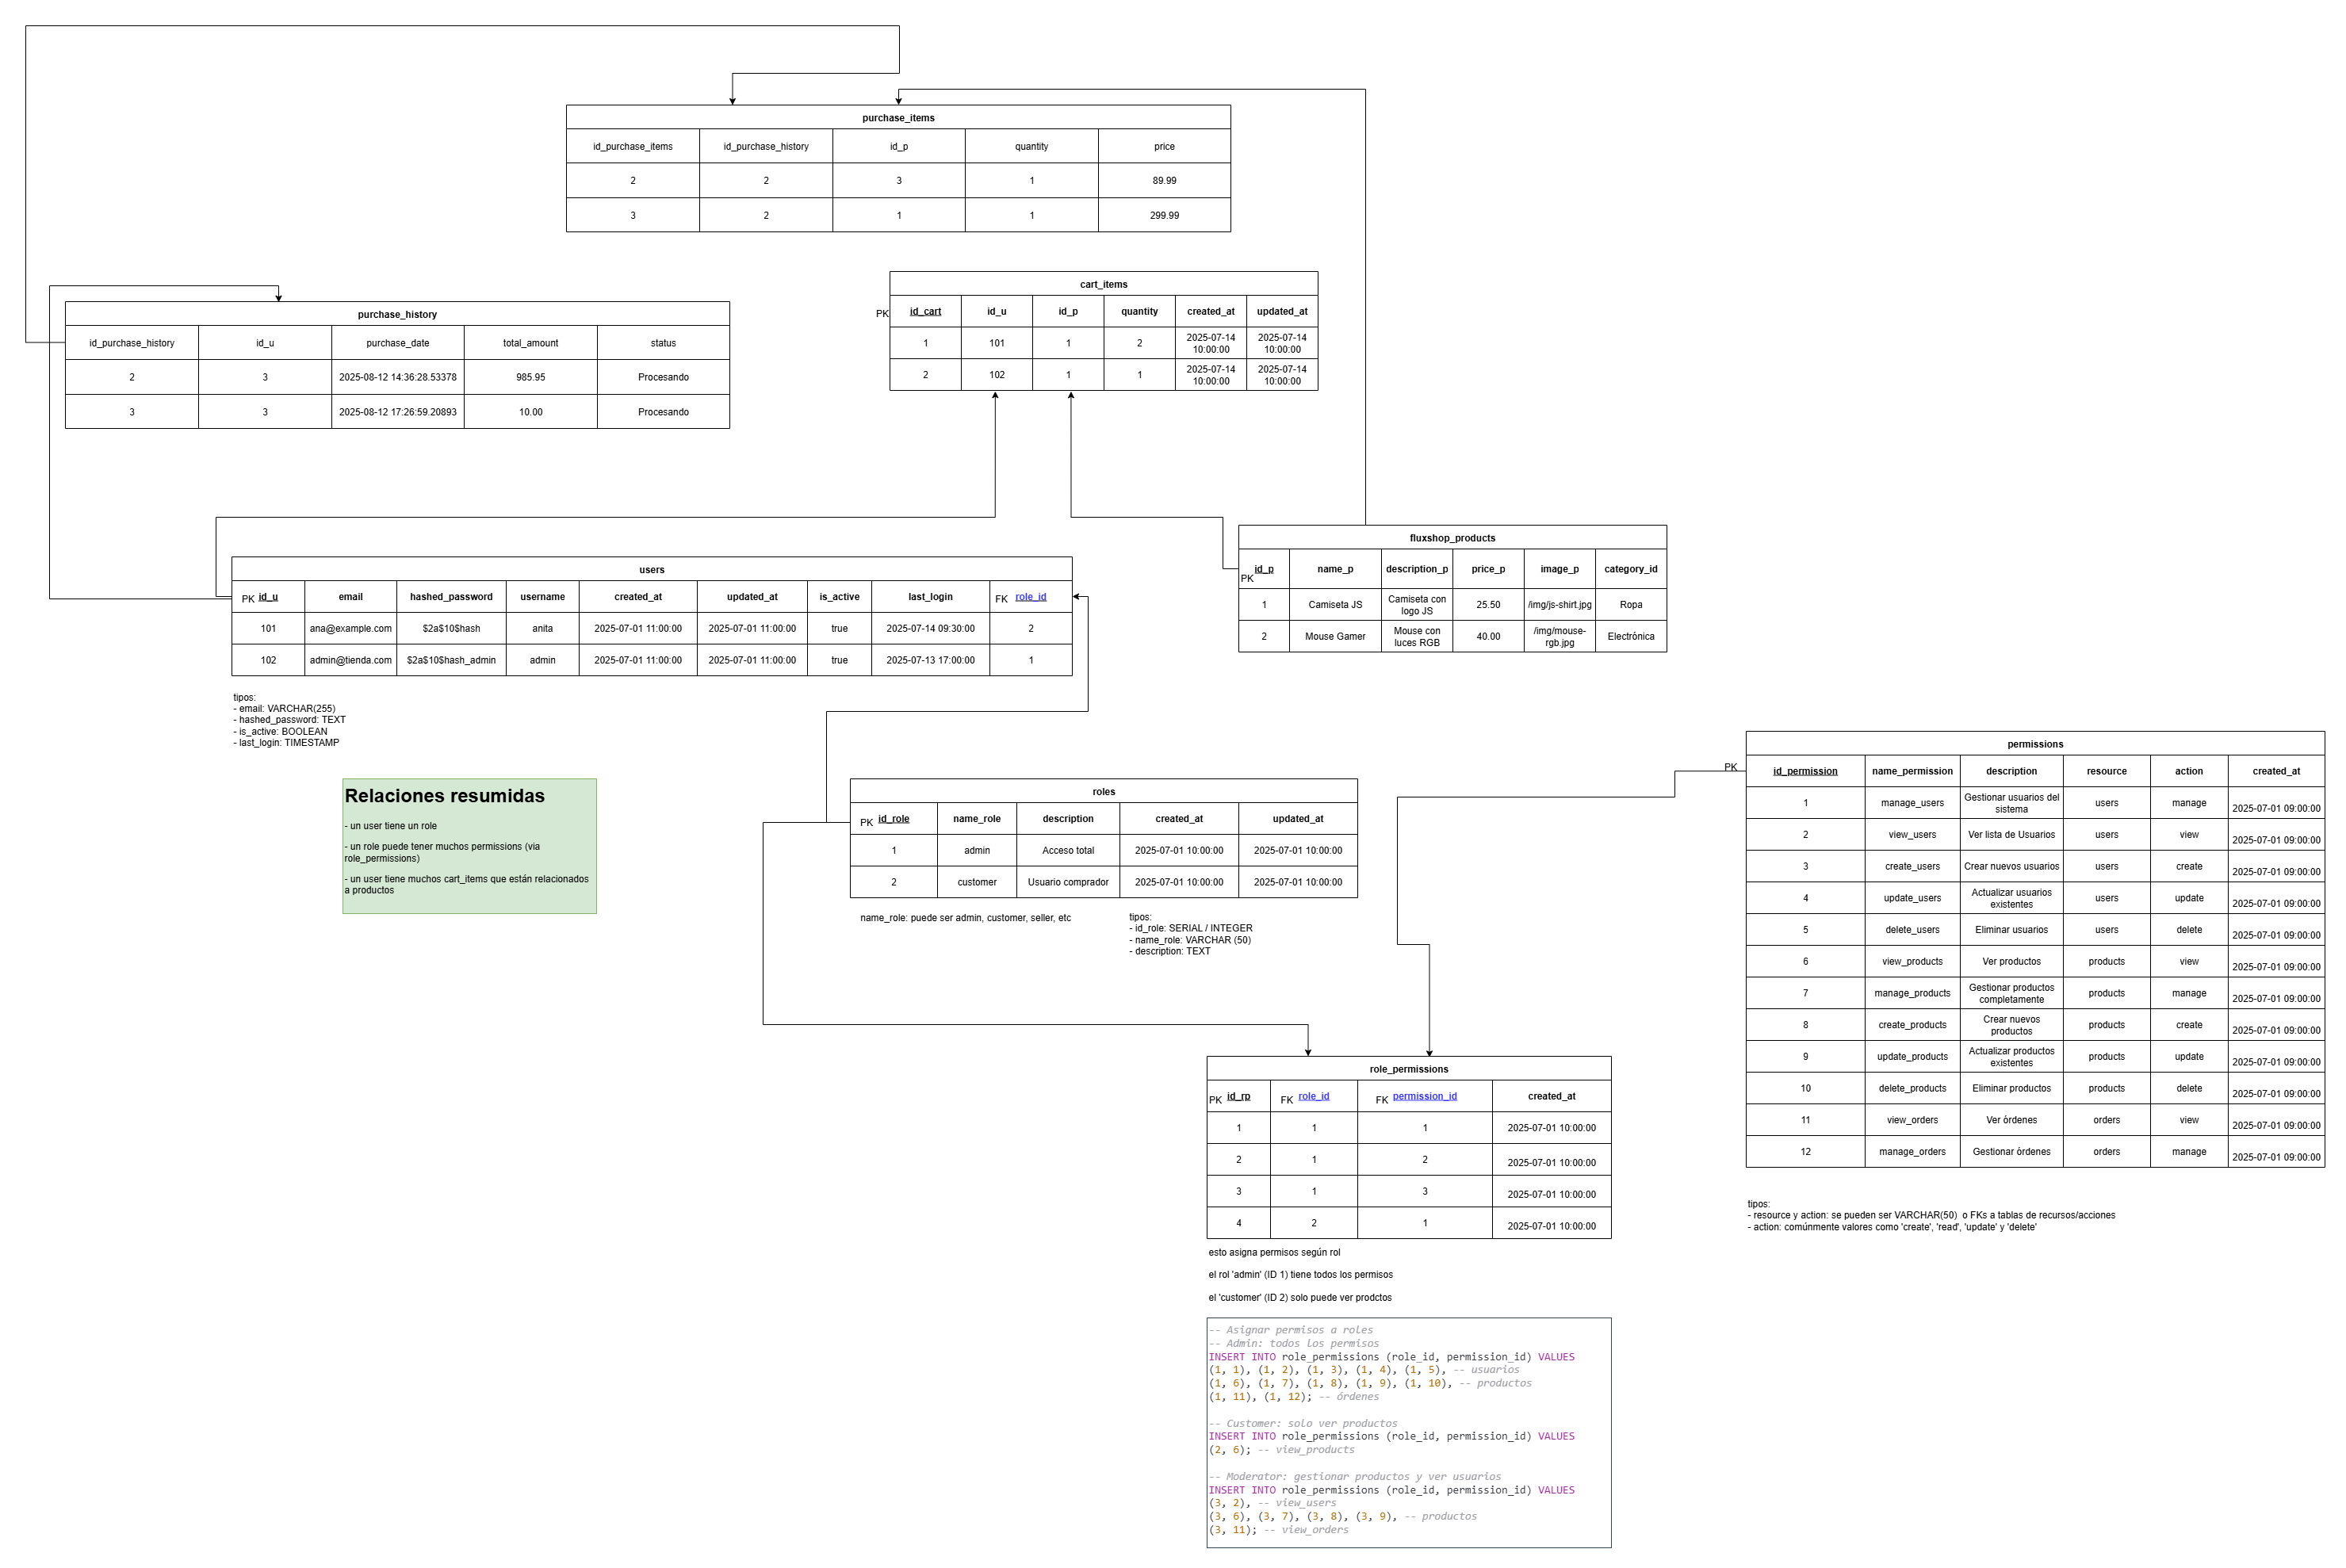 purchase_items
id_purchase_items id_purchase_history id_p quantity price
2 2 3 1 89.99
3 2 1 1 299.99
cart_items
PK id_cart id_u id_p quantity created_at updated_at
1 101 1 2 2025-07-14 10:00:00 2025-07-14 10:00:00
2 102 1 1 2025-07-14 10:00:00 2025-07-14 10:00:00
purchase_history
id_purchase_history id_u purchase_date total_amount status
2 3 2025-08-12 14:36:28.53378 985.95 Procesando
3 3 2025-08-12 17:26:59.20893 10.00 Procesando
fluxshop_products
PK id_p name_p description_p price_p image_p category_id
1 Camiseta JS Camiseta con logo JS 25.50 /img/js-shirt.jpg Ropa
2 Mouse Gamer Mouse con luces RGB 40.00 /img/mouse-rgb.jpg Electrónica
users
PK id_u email hashed_password username created_at updated_at is_active last_login FK role_id
101 ana@example.com $2a$10$hash anita 2025-07-01 11:00:00 2025-07-01 11:00:00 true 2025-07-14 09:30:00 2
102 admin@tienda.com $2a$10$hash_admin admin 2025-07-01 11:00:00 2025-07-01 11:00:00 true 2025-07-13 17:00:00 1
tipos:
- email: VARCHAR(255)
- hashed_password: TEXT
- is_active: BOOLEAN
- last_login: TIMESTAMP
Relaciones resumidas
- un user tiene un role
- un role puede tener muchos permissions (via
role_permissions)
- un user tiene muchos cart_items que están relacionados
a productos
roles
PK id_role name_role description created_at updated_at
1 admin Acceso total 2025-07-01 10:00:00 2025-07-01 10:00:00
2 customer Usuario comprador 2025-07-01 10:00:00 2025-07-01 10:00:00
name_role: puede ser admin, customer, seller, etc
tipos:
- id_role: SERIAL / INTEGER
- name_role: VARCHAR (50)
- description: TEXT
permissions
PK id_permission name_permission description resource action created_at
1 manage_users Gestionar usuarios del sistema users manage 2025-07-01 09:00:00
2 view_users Ver lista de Usuarios users view 2025-07-01 09:00:00
3 create_users Crear nuevos usuarios users create 2025-07-01 09:00:00
4 update_users Actualizar usuarios existentes users update 2025-07-01 09:00:00
5 delete_users Eliminar usuarios users delete 2025-07-01 09:00:00
6 view_products Ver productos products view 2025-07-01 09:00:00
7 manage_products Gestionar productos completamente products manage 2025-07-01 09:00:00
8 create_products Crear nuevos productos products create 2025-07-01 09:00:00
9 update_products Actualizar productos existentes products update 2025-07-01 09:00:00
10 delete_products Eliminar productos products delete 2025-07-01 09:00:00
11 view_orders Ver órdenes orders view 2025-07-01 09:00:00
12 manage_orders Gestionar órdenes orders manage 2025-07-01 09:00:00
tipos:
- resource y action: se pueden ser VARCHAR(50) o FKs a tablas de recursos/acciones
- action: comúnmente valores como 'create', 'read', 'update' y 'delete'
role_permissions
PK id_rp FK role_id FK permission_id created_at
1 1 1 2025-07-01 10:00:00
2 1 2 2025-07-01 10:00:00
3 1 3 2025-07-01 10:00:00
4 2 1 2025-07-01 10:00:00
esto asigna permisos según rol
el rol 'admin' (ID 1) tiene todos los permisos
el 'customer' (ID 2) solo puede ver prodctos
-- Asignar permisos a roles
-- Admin: todos los permisos
INSERT INTO role_permissions (role_id, permission_id) VALUES
(1, 1), (1, 2), (1, 3), (1, 4), (1, 5), -- usuarios
(1, 6), (1, 7), (1, 8), (1, 9), (1, 10), -- productos
(1, 11), (1, 12); -- órdenes
-- Customer: solo ver productos
INSERT INTO role_permissions (role_id, permission_id) VALUES
(2, 6); -- view_products
-- Moderator: gestionar productos y ver usuarios
INSERT INTO role_permissions (role_id, permission_id) VALUES
(3, 2), -- view_users
(3, 6), (3, 7), (3, 8), (3, 9), -- productos
(3, 11); -- view_orders